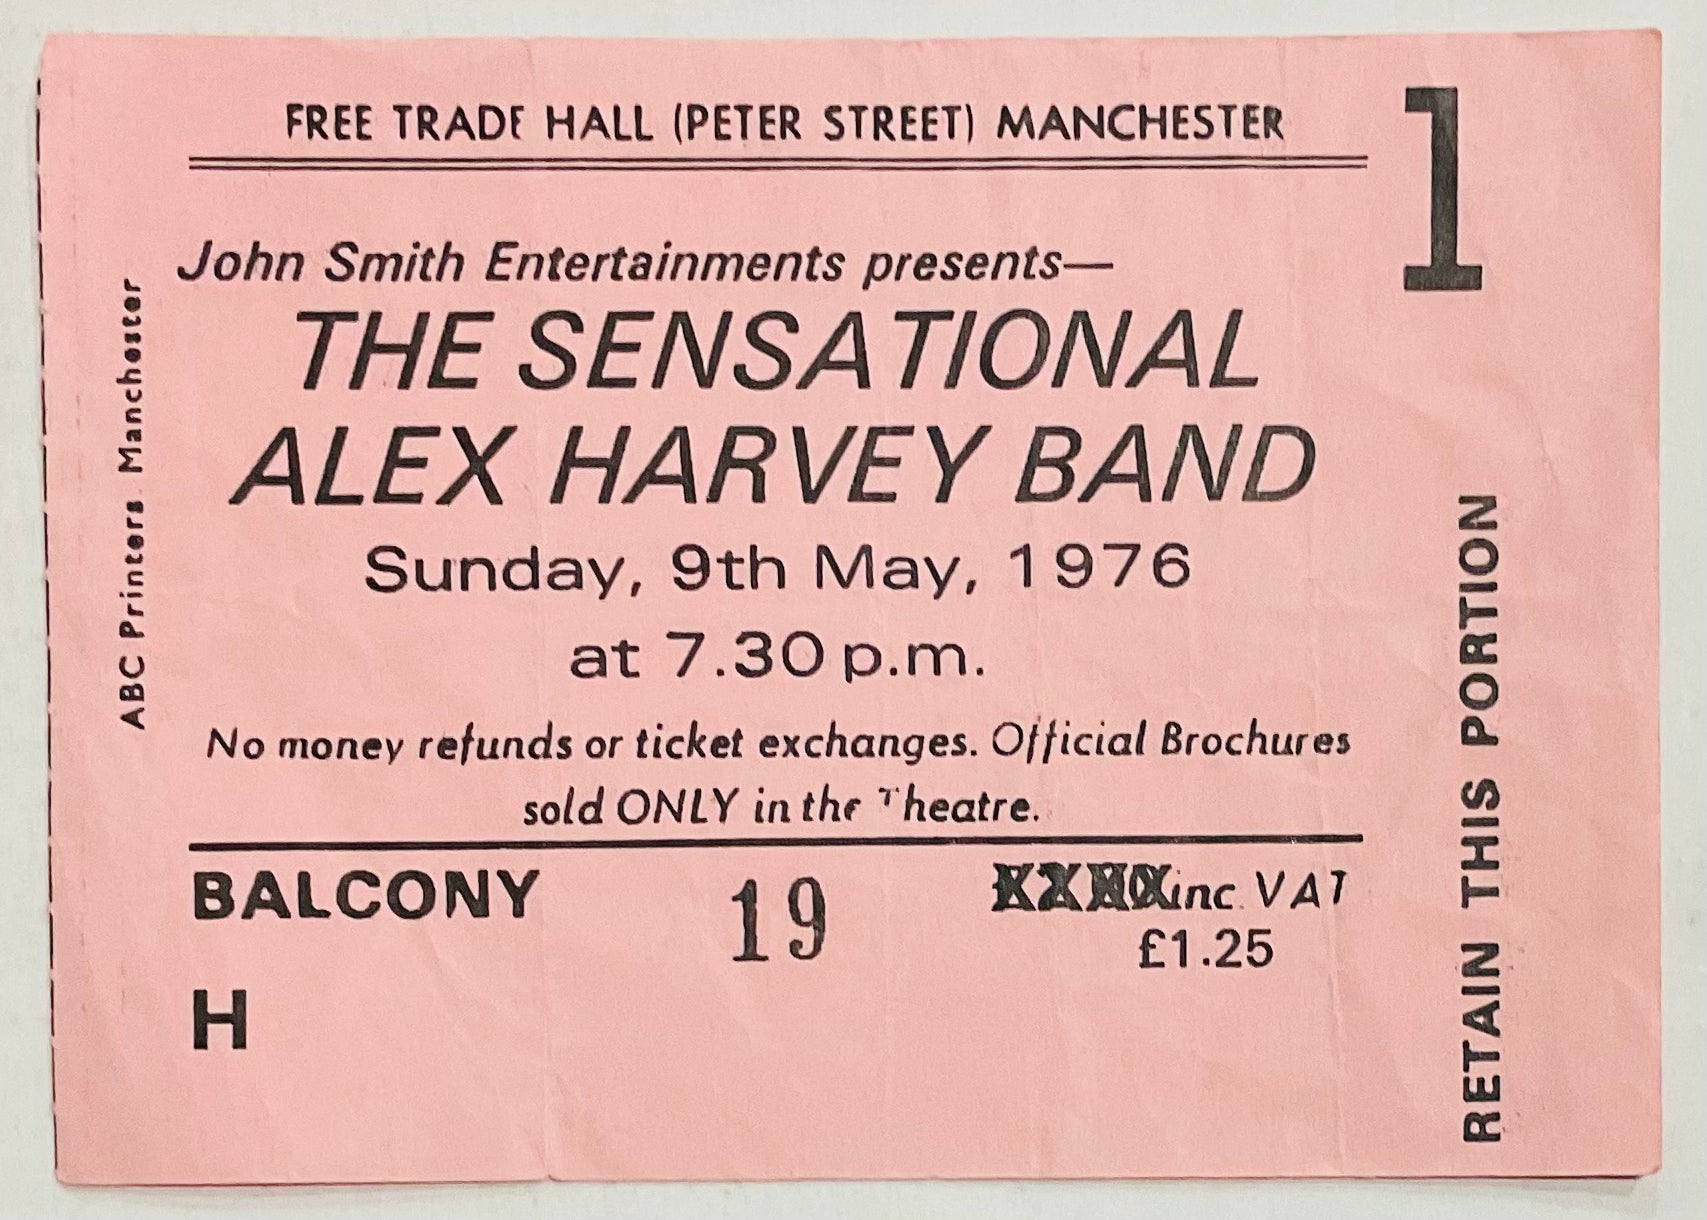 FREE TRADE HALL (PETER STREET) MANCHESTER
1
John Smith Entertainments presents—
THE SENSATIONAL
ALEX HARVEY BAND
Sunday, 9th May, 1976
at 7.30 p.m.
No money refunds or ticket exchanges. Official Brochures
sold ONLY in the Theatre.
BALCONY 19 inc. VAT
£1.25
H
ABC Printers Manchester
RETAIN THIS PORTION